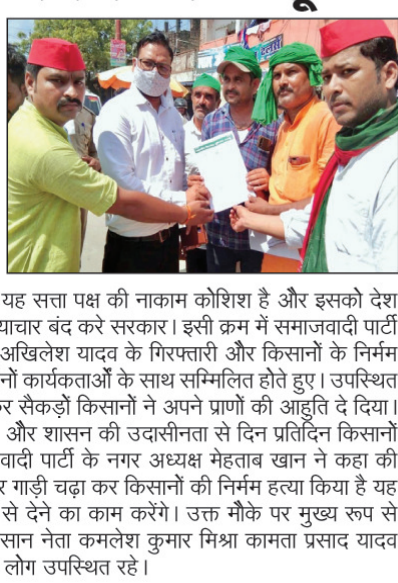 यह सत्ता पक्ष की नाकाम कोशिश है और इसको देश
याचार बंद करे सरकार। इसी क्रम में समाजवादी पार्टी
अखिलेश यादव के गिरफ्तारी और किसानों के निर्मम
नों कार्यकर्ताओं के साथ सम्मिलित होते हुए। उपस्थित
कर सैकड़ों किसानों ने अपने प्राणों की आहुति दे दिया।
और शासन की उदासीनता से दिन प्रतिदिन किसानों
वादी पार्टी के नगर अध्यक्ष मेहताब खान ने कहा की
र गाड़ी चढ़ा कर किसानों की निर्मम हत्या किया है यह
से देने का काम करेंगे। उक्त मौके पर मुख्य रूप से
सान नेता कमलेश कुमार मिश्रा कामता प्रसाद यादव
लोग उपस्थित रहे।